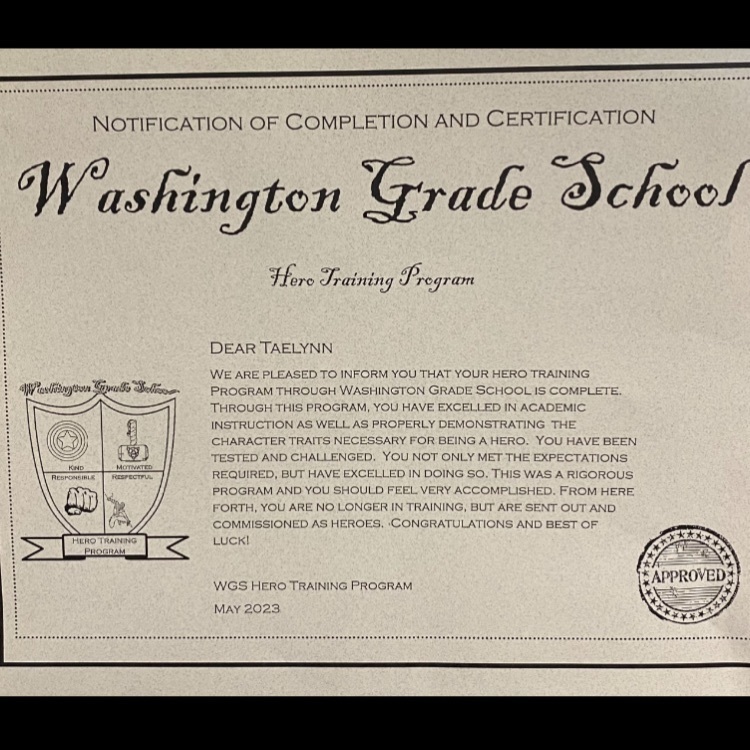 NOTIFICATION OF COMPLETION AND CERTIFICATION
Washington Grade School
Hero Training Program
DEAR TAELYNN
WE ARE PLEASED TO INFORM YOU THAT YOUR HERO TRAINING
PROGRAM THROUGH WASHINGTON GRADE SCHOOL IS COMPLETE.
THROUGH THIS PROGRAM, YOU HAVE EXCELLED IN ACADEMIC
INSTRUCTION AS WELL AS PROPERLY DEMONSTRATING THE
CHARACTER TRAITS NECESSARY FOR BEING A HERO. YOU HAVE BEEN
TESTED AND CHALLENGED. YOU NOT ONLY MET THE EXPECTATIONS
REQUIRED, BUT HAVE EXCELLED IN DOING SO. THIS WAS A RIGOROUS
PROGRAM AND YOU SHOULD FEEL VERY ACCOMPLISHED. FROM HERE
FORTH, YOU ARE NO LONGER IN TRAINING, BUT ARE SENT OUT AND
COMMISSIONED AS HEROES. CONGRATULATIONS AND BEST OF
LUCK!
WGS HERO TRAINING PROGRAM
MAY 2023
Washington Grade School
KIND MOTIVATED
RESPONSIBLE RESPECTFUL
HERO TRAINING
PROGRAM
APPROVED